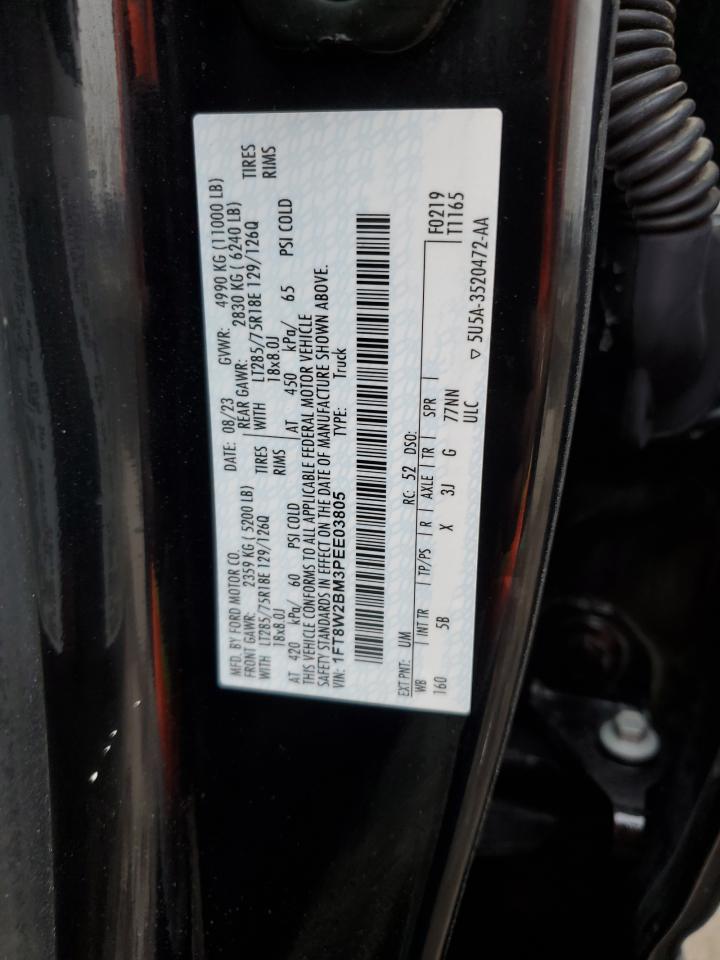 MFD. BY FORD MOTOR CO. DATE: 08/23 GVWR: 4990 KG (11000 LB)
FRONT GAWR: 2359 KG (5200 LB) REAR GAWR: 2830 KG (6240 LB)
WITH LT285/75R18E 129/126Q TIRES WITH LT285/75R18E 129/126Q TIRES
18x8.0J RIMS 18x8.0J RIMS
AT 420 kPa/ 60 PSI COLD AT 450 kPa/ 65 PSI COLD
THIS VEHICLE CONFORMS TO ALL APPLICABLE FEDERAL MOTOR VEHICLE
SAFETY STANDARDS IN EFFECT ON THE DATE OF MANUFACTURE SHOWN ABOVE.
VIN: 1FT8W2BM3PEE03805 TYPE: Truck
EXT PNT: UM RC: 52 DSO:
WB INT TR TP/PS R AXLE TR SPR F0219
160 5B X 3J G 77NN T1165
ULC ▽ 5U5A-3520472-AA